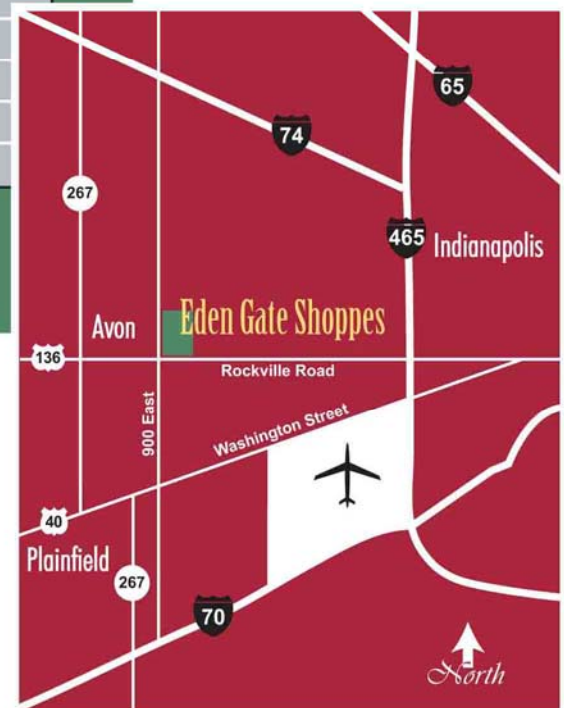 65
74
267
465
Indianapolis
Eden Gate Shoppes
Avon
136
Rockville Road
900 East
Washington Street
40
Plainfield
267
70
North